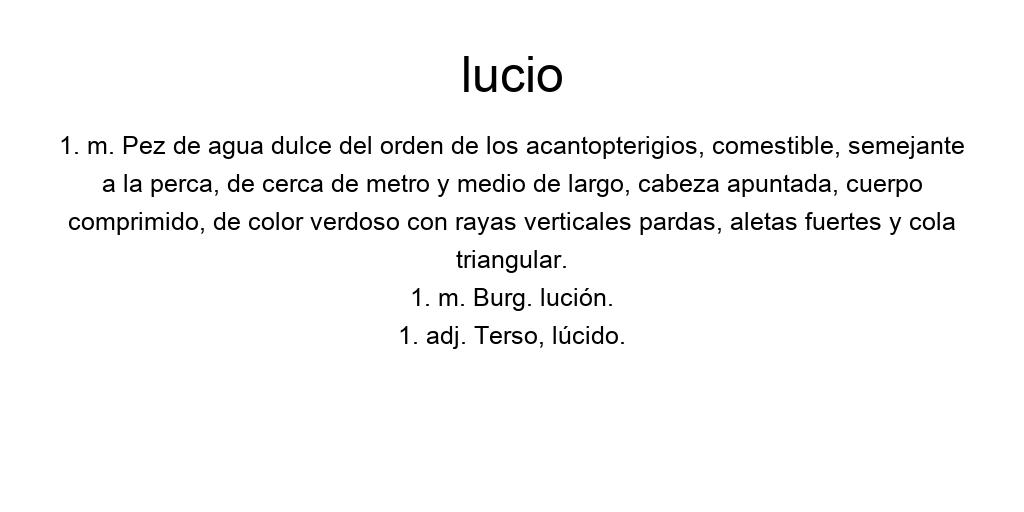 lucio
1. m. Pez de agua dulce del orden de los acantopterigios, comestible, semejante
a la perca, de cerca de metro y medio de largo, cabeza apuntada, cuerpo
comprimido, de color verdoso con rayas verticales pardas, aletas fuertes y cola
triangular.
1. m. Burg. lución.
1. adj. Terso, lúcido.